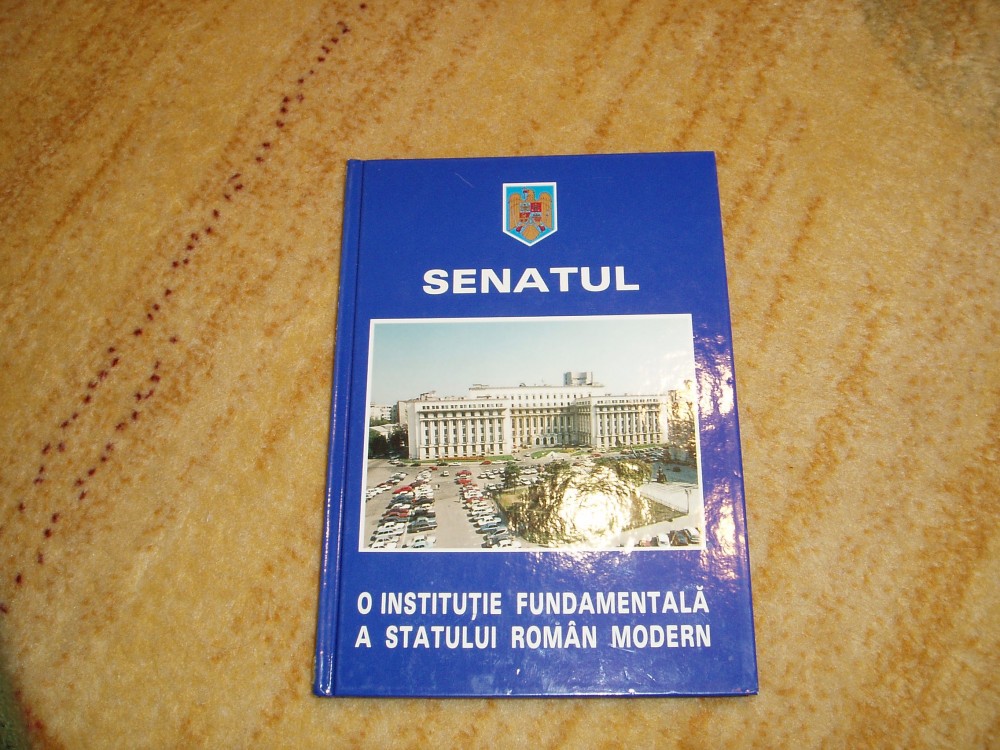 SENATUL
O INSTITUȚIE FUNDAMENTALĂ
A STATULUI ROMÂN MODERN